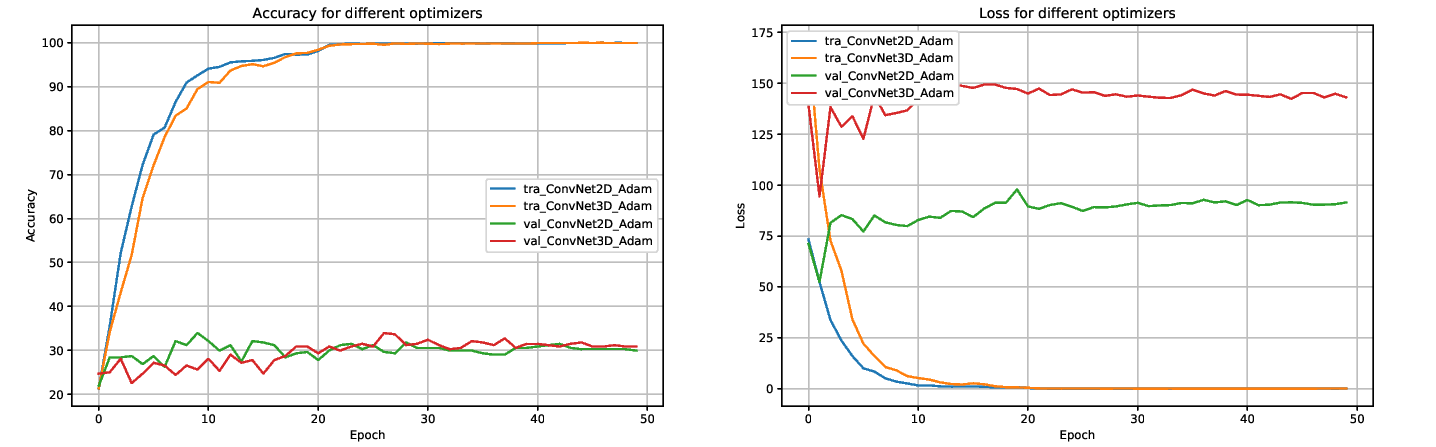 Accuracy for different optimizers
100
90
80
70
60
50
40
30
20
Accuracy
tra_ConvNet2D_Adam
tra_ConvNet3D_Adam
val_ConvNet2D_Adam
val_ConvNet3D_Adam
0 10 20 30 40 50
Epoch
Loss for different optimizers
175
150
125
100
75
50
25
0
Loss
tra_ConvNet2D_Adam
tra_ConvNet3D_Adam
val_ConvNet2D_Adam
val_ConvNet3D_Adam
0 10 20 30 40 50
Epoch